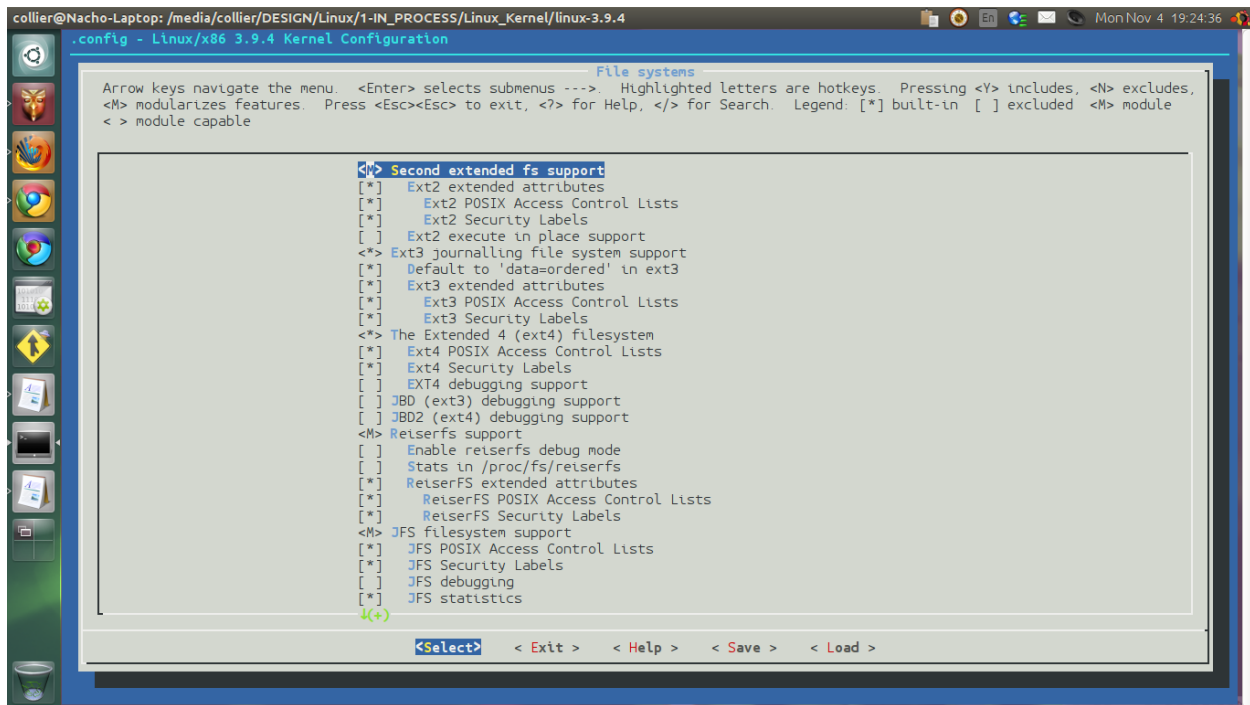 collier@Nacho-Laptop: /media/collier/DESIGN/Linux/1-IN_PROCESS/Linux_Kernel/linux-3.9.4
En
Mon Nov 4 19:24:36
.config - Linux/x86 3.9.4 Kernel Configuration
File systems
Arrow keys navigate the menu. <Enter> selects submenus --->. Highlighted letters are hotkeys. Pressing <Y> includes, <N> excludes,
<M> modularizes features. Press <Esc><Esc> to exit, <?> for Help, </> for Search. Legend: [*] built-in [ ] excluded <M> module
< > module capable
<M> Second extended fs support
[*] Ext2 extended attributes
[*] Ext2 POSIX Access Control Lists
[*] Ext2 Security Labels
[ ] Ext2 execute in place support
<*> Ext3 journalling file system support
[*] Default to 'data=ordered' in ext3
[*] Ext3 extended attributes
[*] Ext3 POSIX Access Control Lists
[*] Ext3 Security Labels
<*> The Extended 4 (ext4) filesystem
[*] Ext4 POSIX Access Control Lists
[*] Ext4 Security Labels
[ ] EXT4 debugging support
[ ] JBD (ext3) debugging support
[ ] JBD2 (ext4) debugging support
<M> Reiserfs support
[ ] Enable reiserfs debug mode
[ ] Stats in /proc/fs/reiserfs
[*] ReiserFS extended attributes
[*] ReiserFS POSIX Access Control Lists
[*] ReiserFS Security Labels
<M> JFS filesystem support
[*] JFS POSIX Access Control Lists
[*] JFS Security Labels
[ ] JFS debugging
[*] JFS statistics
↓(+)
<Select> < Exit > < Help > < Save > < Load >